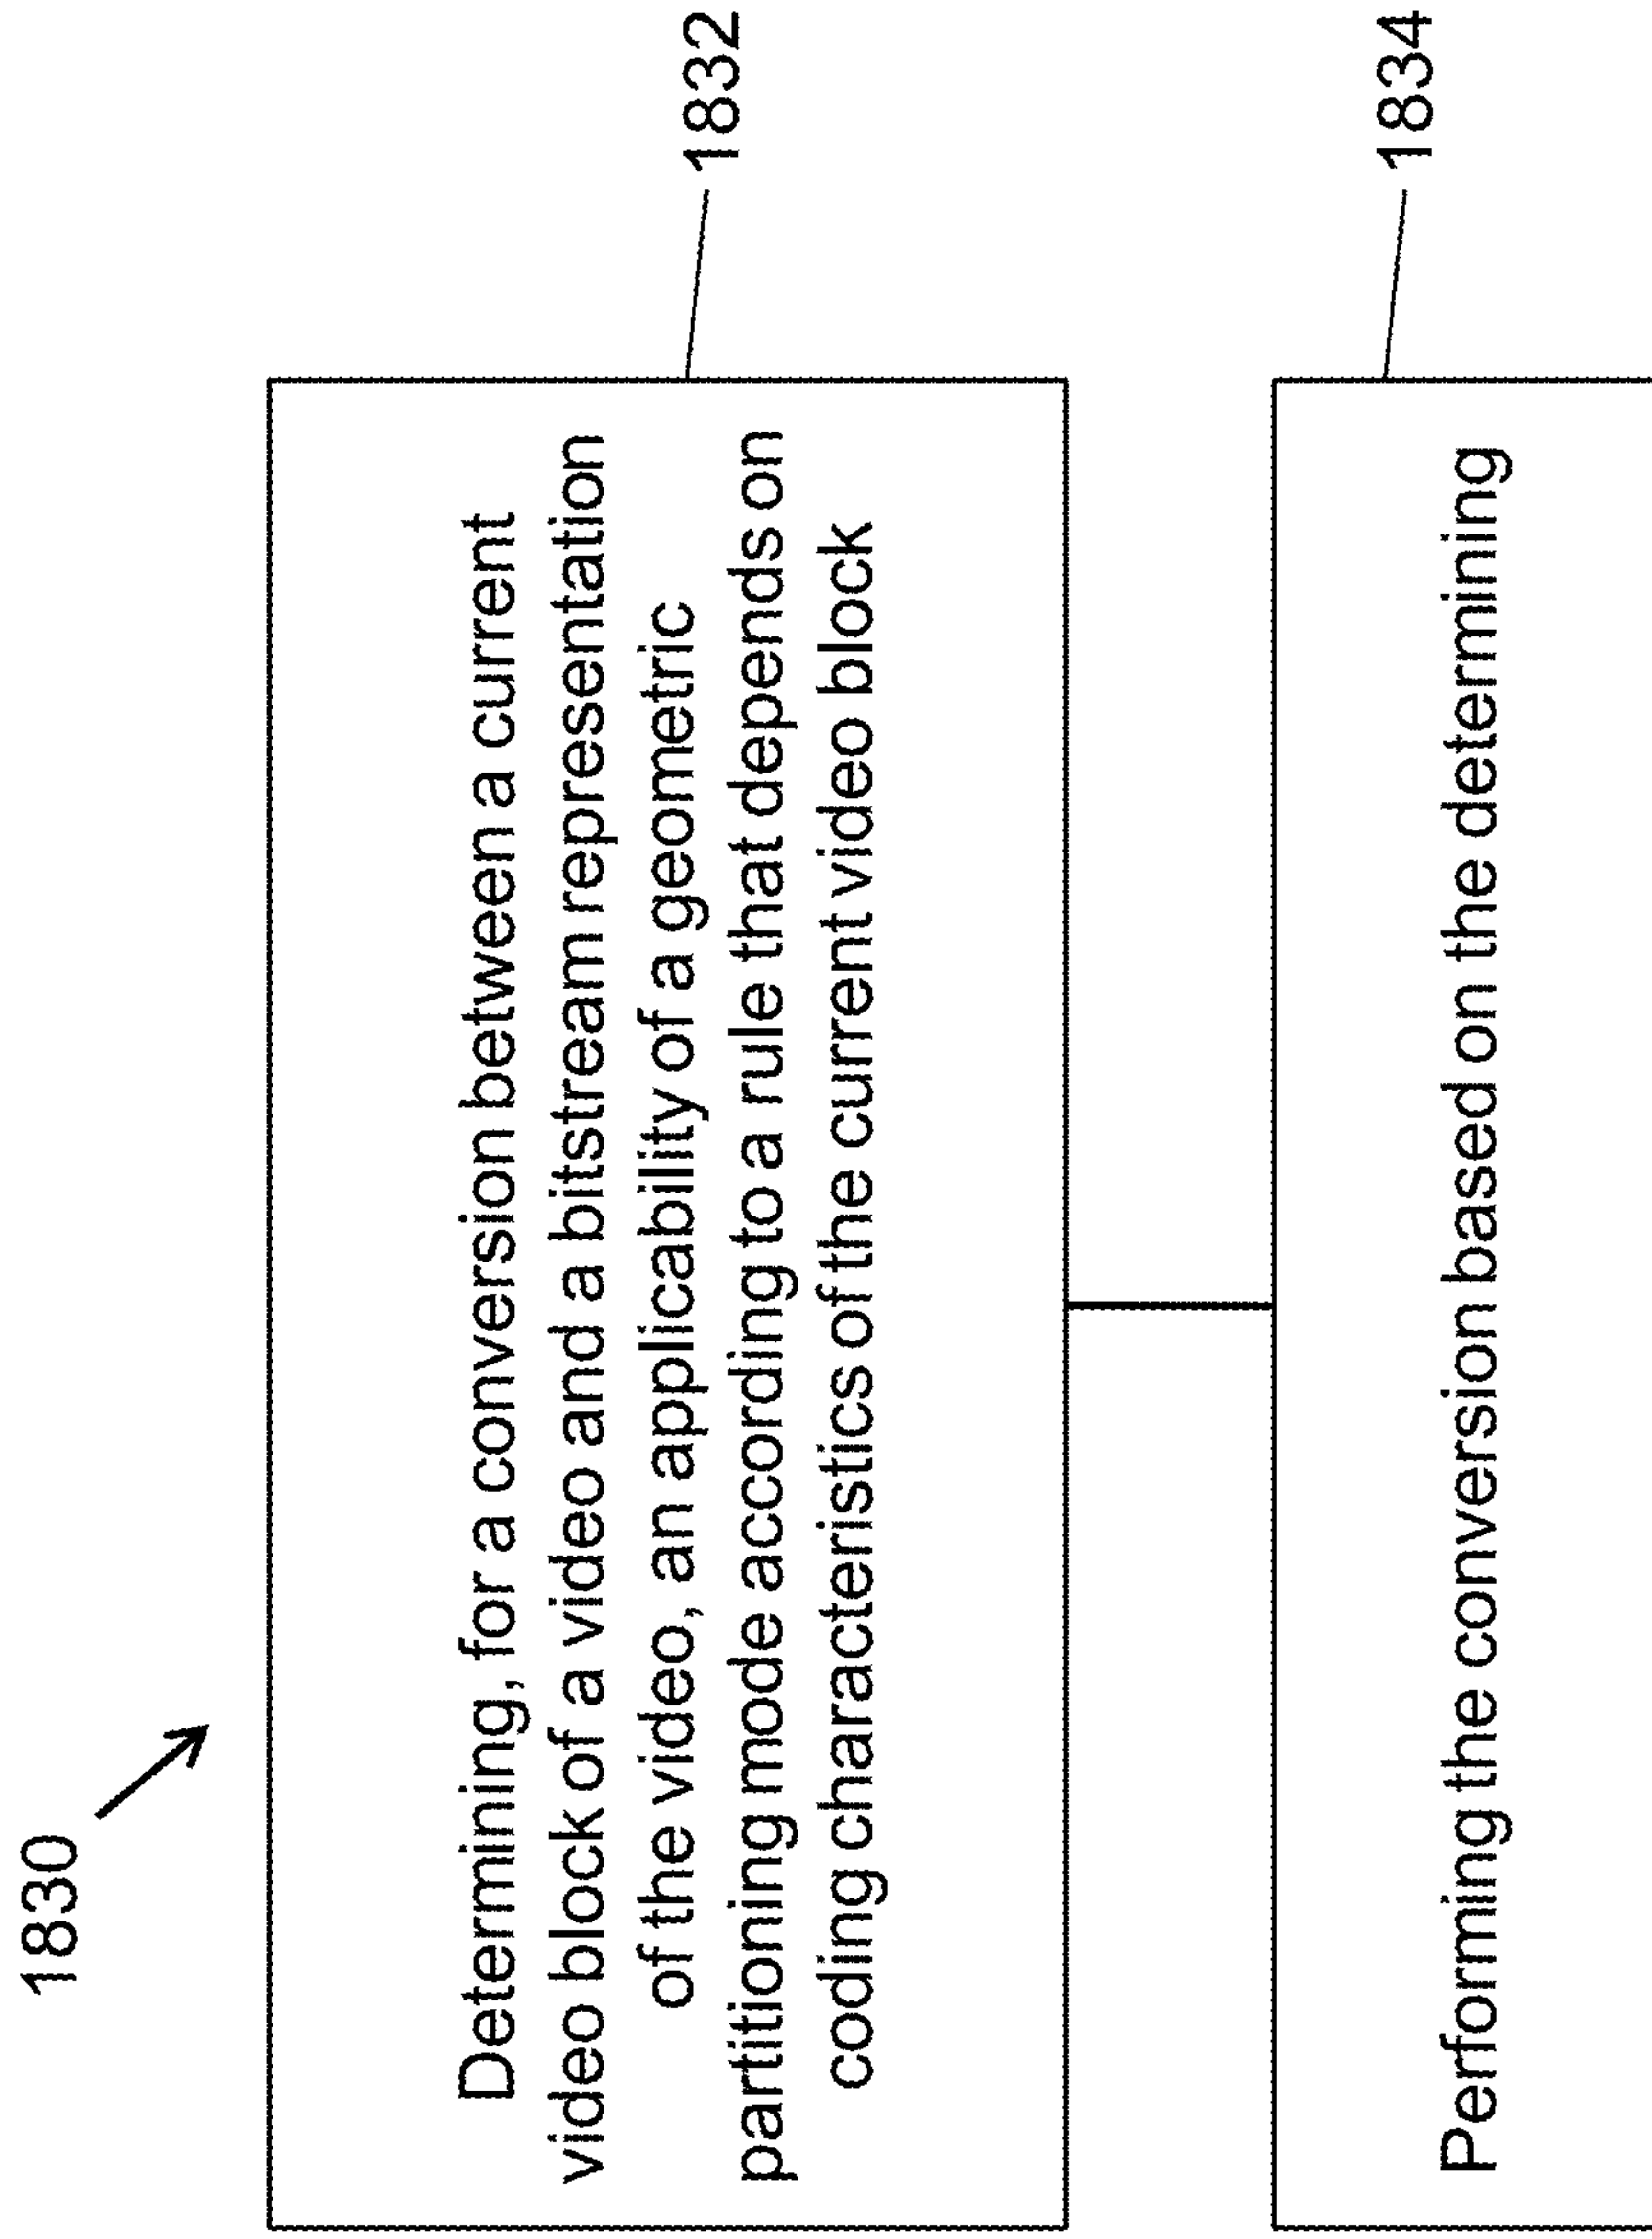 1830
Determining, for a conversion between a current
video block of a video and a bitstream representation
of the video, an applicability of a geometric
partitioning mode according to a rule that depends on
coding characteristics of the current video block
1832
Performing the conversion based on the determining
1834